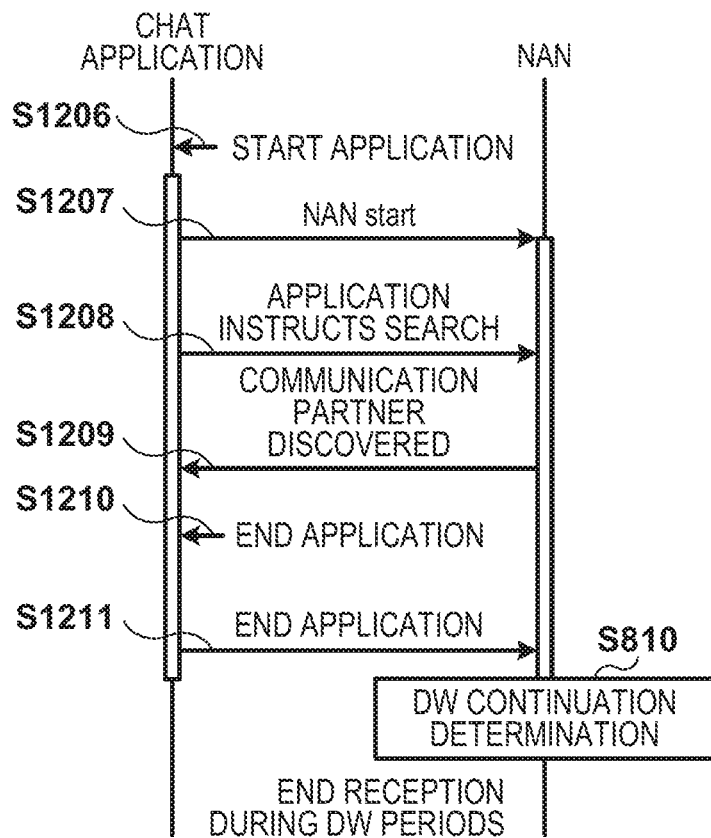 CHAT
APPLICATION
NAN
S1206
START APPLICATION
S1207
NAN start
S1208
APPLICATION
INSTRUCTS SEARCH
COMMUNICATION
PARTNER
DISCOVERED
S1209
S1210
END APPLICATION
S1211
END APPLICATION
S810
DW CONTINUATION
DETERMINATION
END RECEPTION
DURING DW PERIODS